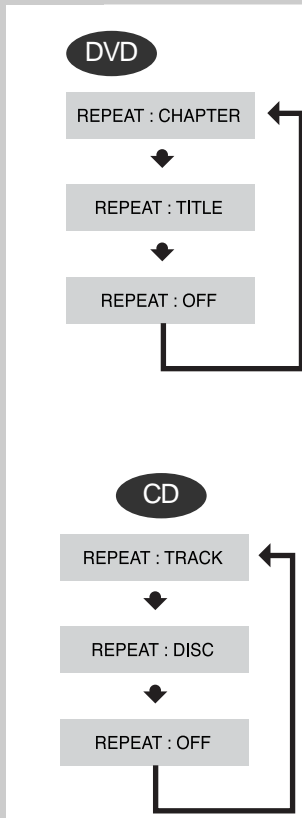 DVD
REPEAT : CHAPTER
REPEAT : TITLE
REPEAT : OFF
CD
REPEAT : TRACK
REPEAT : DISC
REPEAT : OFF